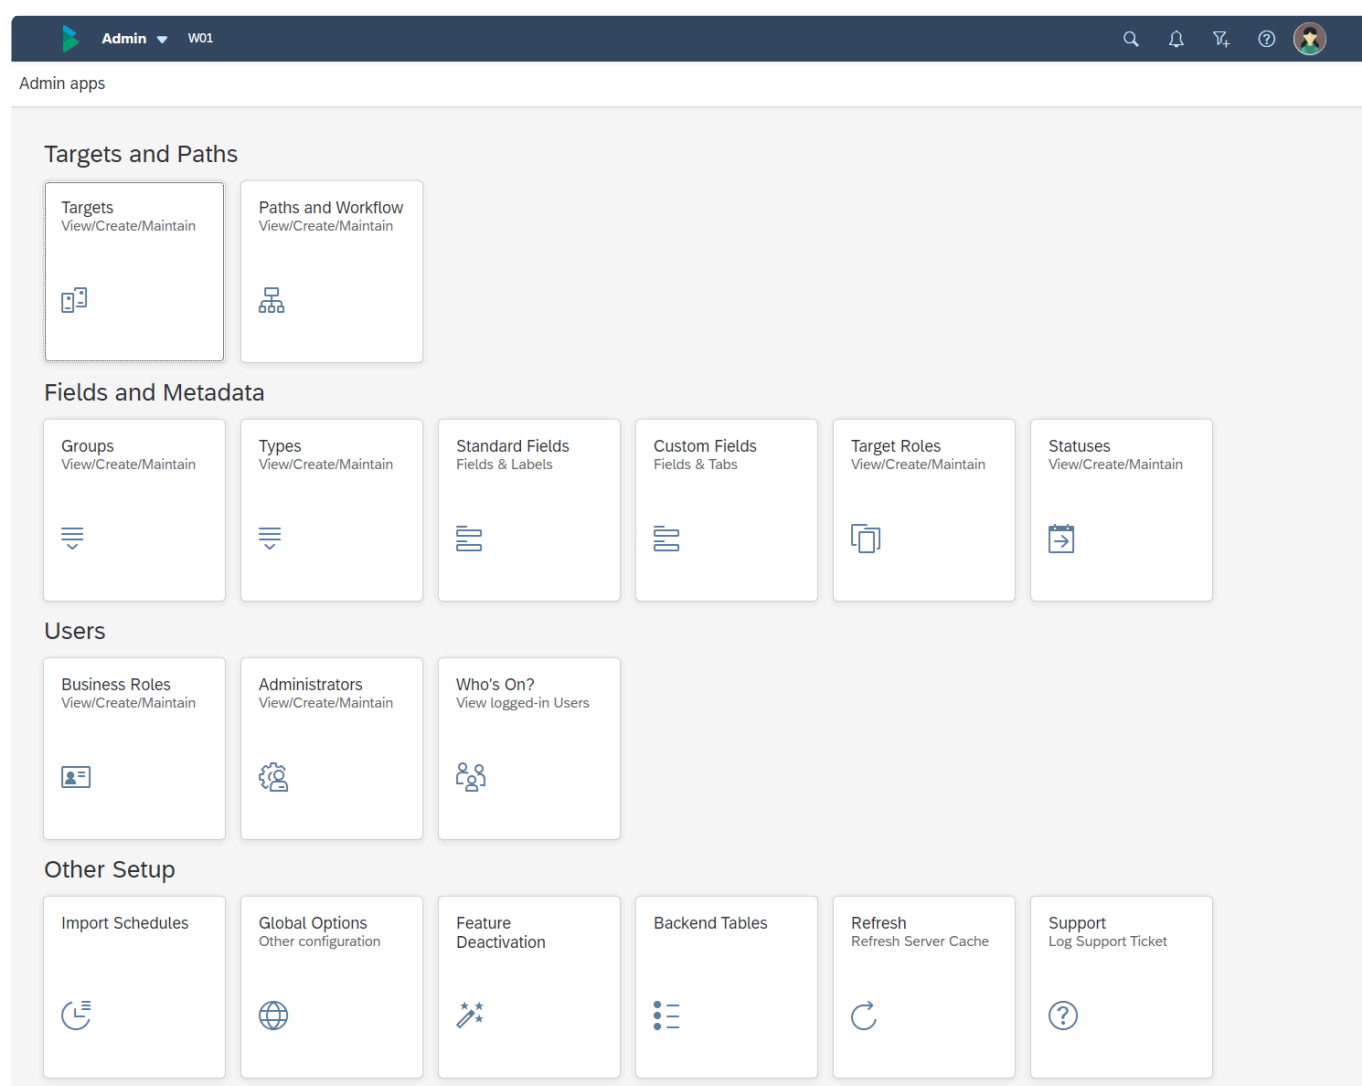 Admin W01
Admin apps
Targets and Paths
Targets
View/Create/Maintain
Paths and Workflow
View/Create/Maintain
Fields and Metadata
Groups
View/Create/Maintain
Types
View/Create/Maintain
Standard Fields
Fields & Labels
Custom Fields
Fields & Tabs
Target Roles
View/Create/Maintain
Statuses
View/Create/Maintain
Users
Business Roles
View/Create/Maintain
Administrators
View/Create/Maintain
Who's On?
View logged-in Users
Other Setup
Import Schedules
Global Options
Other configuration
Feature
Deactivation
Backend Tables
Refresh
Refresh Server Cache
Support
Log Support Ticket